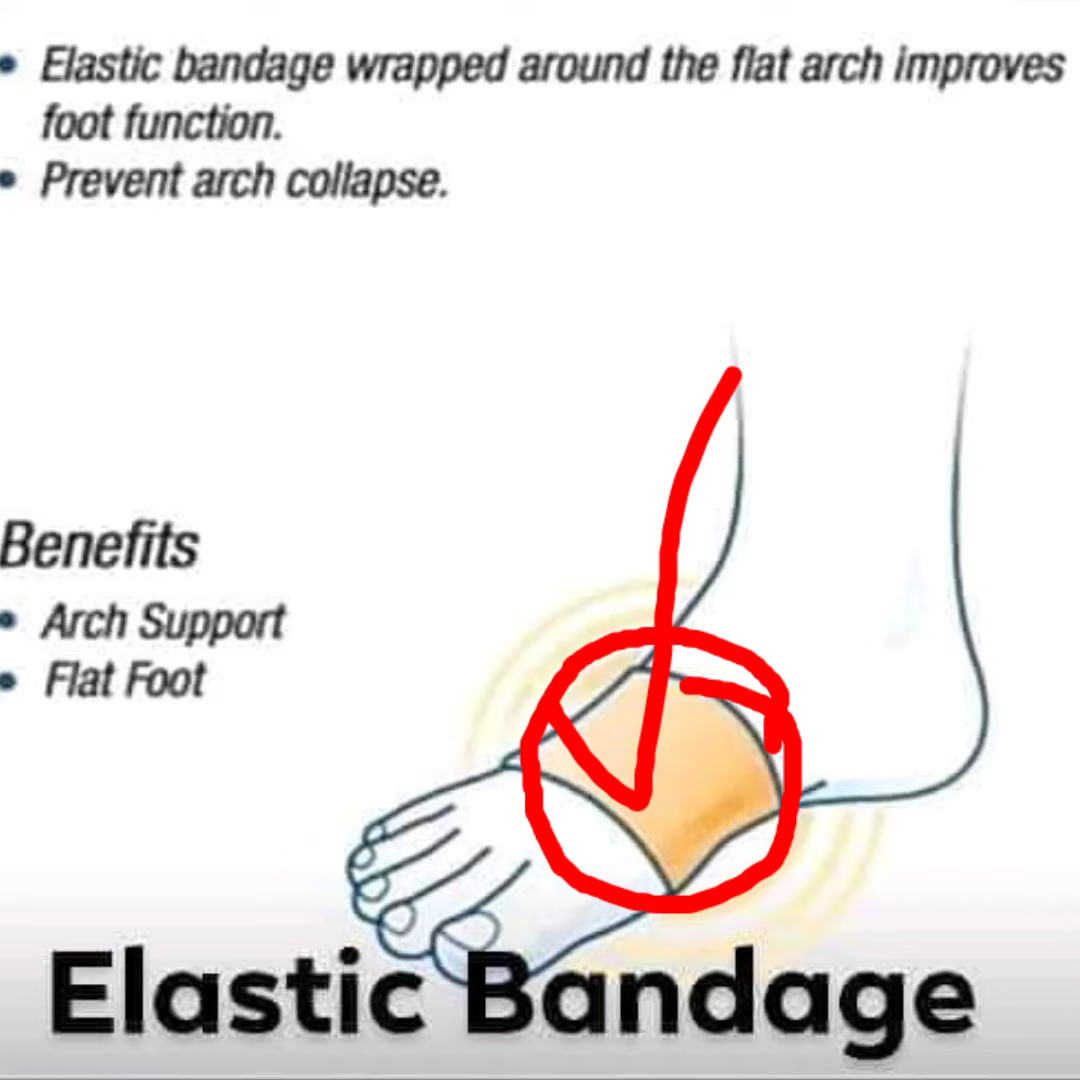 • Elastic bandage wrapped around the flat arch improves
foot function.
• Prevent arch collapse.
Benefits
• Arch Support
• Flat Foot
Elastic Bandage